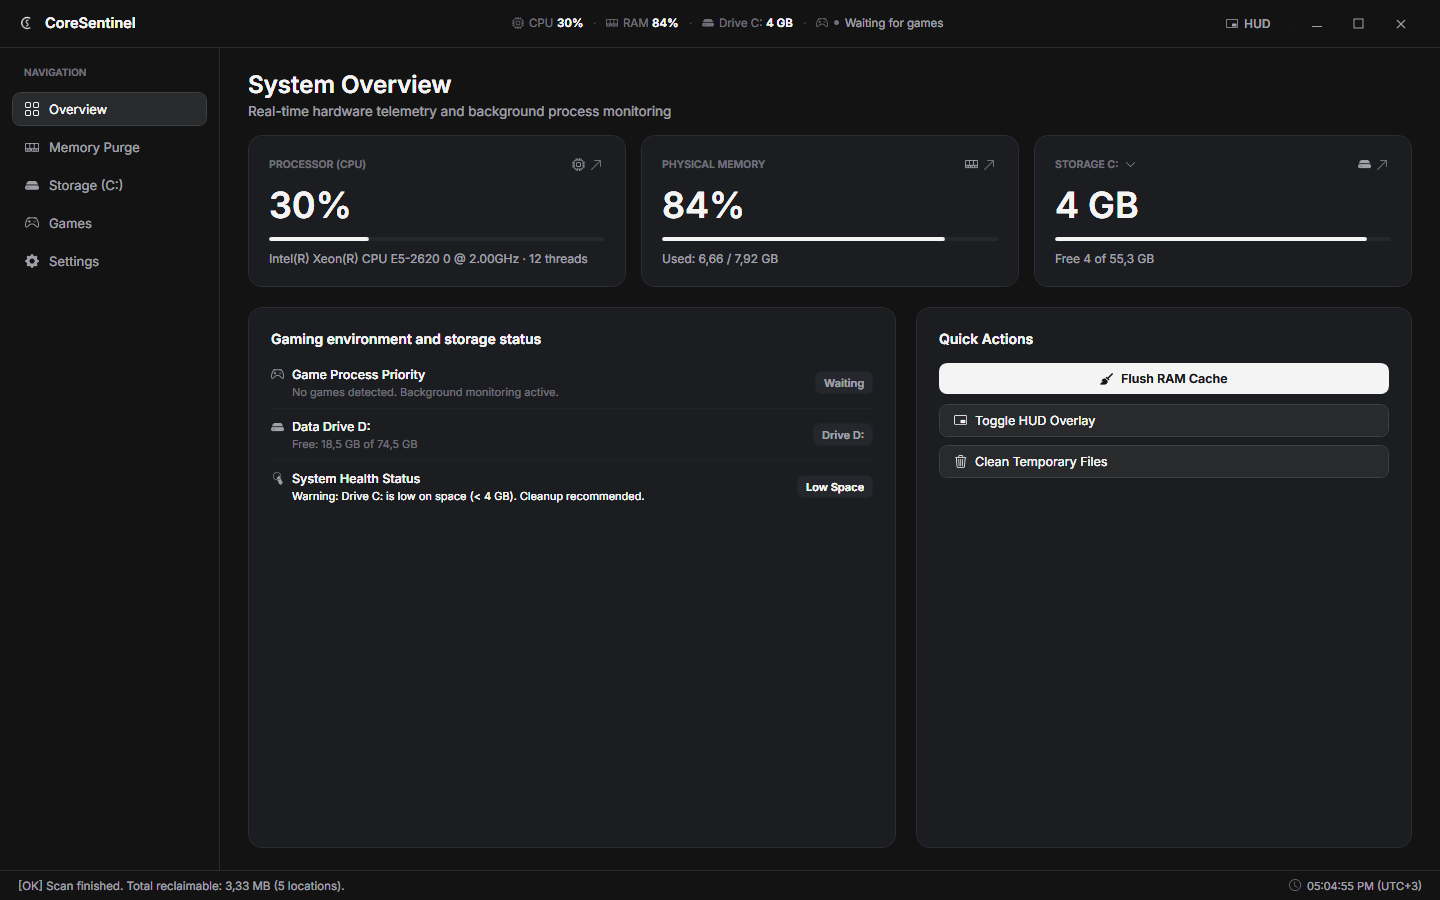 CoreSentinel
CPU 30% · RAM 84% · Drive C: 4 GB · • Waiting for games
HUD
NAVIGATION
Overview
Memory Purge
Storage (C:)
Games
Settings
System Overview
Real-time hardware telemetry and background process monitoring
PROCESSOR (CPU)
30%
Intel(R) Xeon(R) CPU E5-2620 0 @ 2.00GHz · 12 threads
PHYSICAL MEMORY
84%
Used: 6,66 / 7,92 GB
STORAGE C:
4 GB
Free 4 of 55,3 GB
Gaming environment and storage status
Game Process Priority
No games detected. Background monitoring active.
Waiting
Data Drive D:
Free: 18,5 GB of 74,5 GB
Drive D:
System Health Status
Warning: Drive C: is low on space (< 4 GB). Cleanup recommended.
Low Space
Quick Actions
Flush RAM Cache
Toggle HUD Overlay
Clean Temporary Files
[OK] Scan finished. Total reclaimable: 3,33 MB (5 locations).
05:04:55 PM (UTC+3)